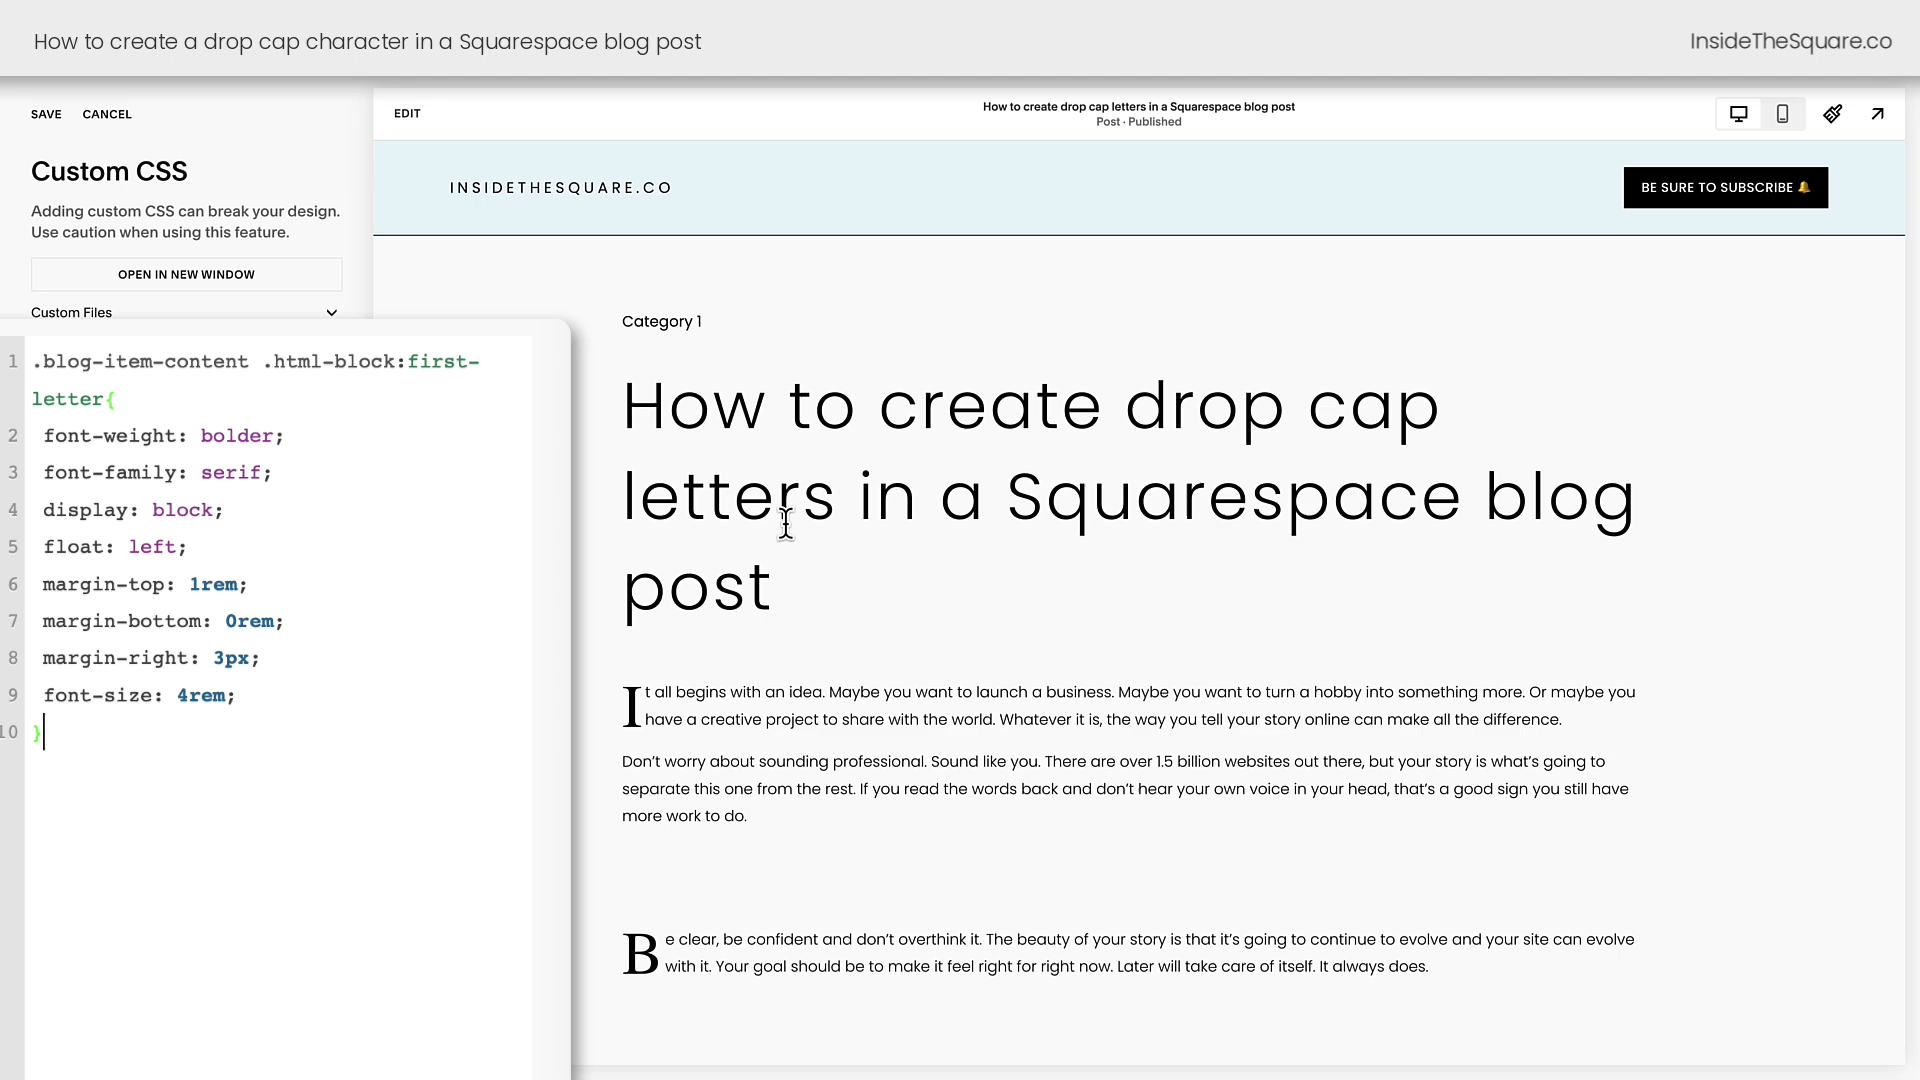 How to create a drop cap character in a Squarespace blog post
InsideTheSquare.co
SAVE CANCEL
Custom CSS
Adding custom CSS can break your design.
Use caution when using this feature.
OPEN IN NEW WINDOW
Custom Files
1 .blog-item-content .html-block:first-
letter{
2 font-weight: bolder;
3 font-family: serif;
4 display: block;
5 float: left;
6 margin-top: 1rem;
7 margin-bottom: 0rem;
8 margin-right: 3px;
9 font-size: 4rem;
10 }
EDIT
How to create drop cap letters in a Squarespace blog post
Post · Published
INSIDETHESQUARE.CO
BE SURE TO SUBSCRIBE 🔔
Category 1
How to create drop cap
letters in a Squarespace blog
post
It all begins with an idea. Maybe you want to launch a business. Maybe you want to turn a hobby into something more. Or maybe you
have a creative project to share with the world. Whatever it is, the way you tell your story online can make all the difference.
Don’t worry about sounding professional. Sound like you. There are over 1.5 billion websites out there, but your story is what’s going to
separate this one from the rest. If you read the words back and don’t hear your own voice in your head, that’s a good sign you still have
more work to do.
Be clear, be confident and don’t overthink it. The beauty of your story is that it’s going to continue to evolve and your site can evolve
with it. Your goal should be to make it feel right for right now. Later will take care of itself. It always does.